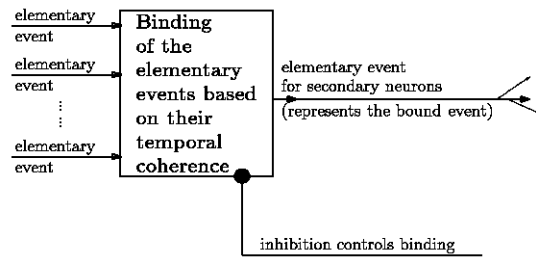 elementary
event
elementary
event
elementary
event
Binding
of the
elementary
events based
on their
temporal
coherence
elementary event
for secondary neurons
(represents the bound event)
inhibition controls binding